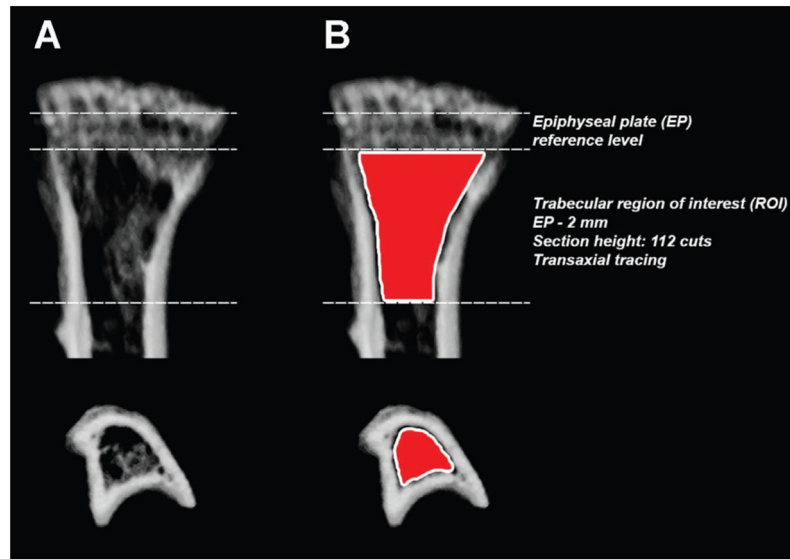 A
B
Epiphyseal plate (EP)
reference level
Trabecular region of interest (ROI)
EP - 2 mm
Section height: 112 cuts
Transaxial tracing